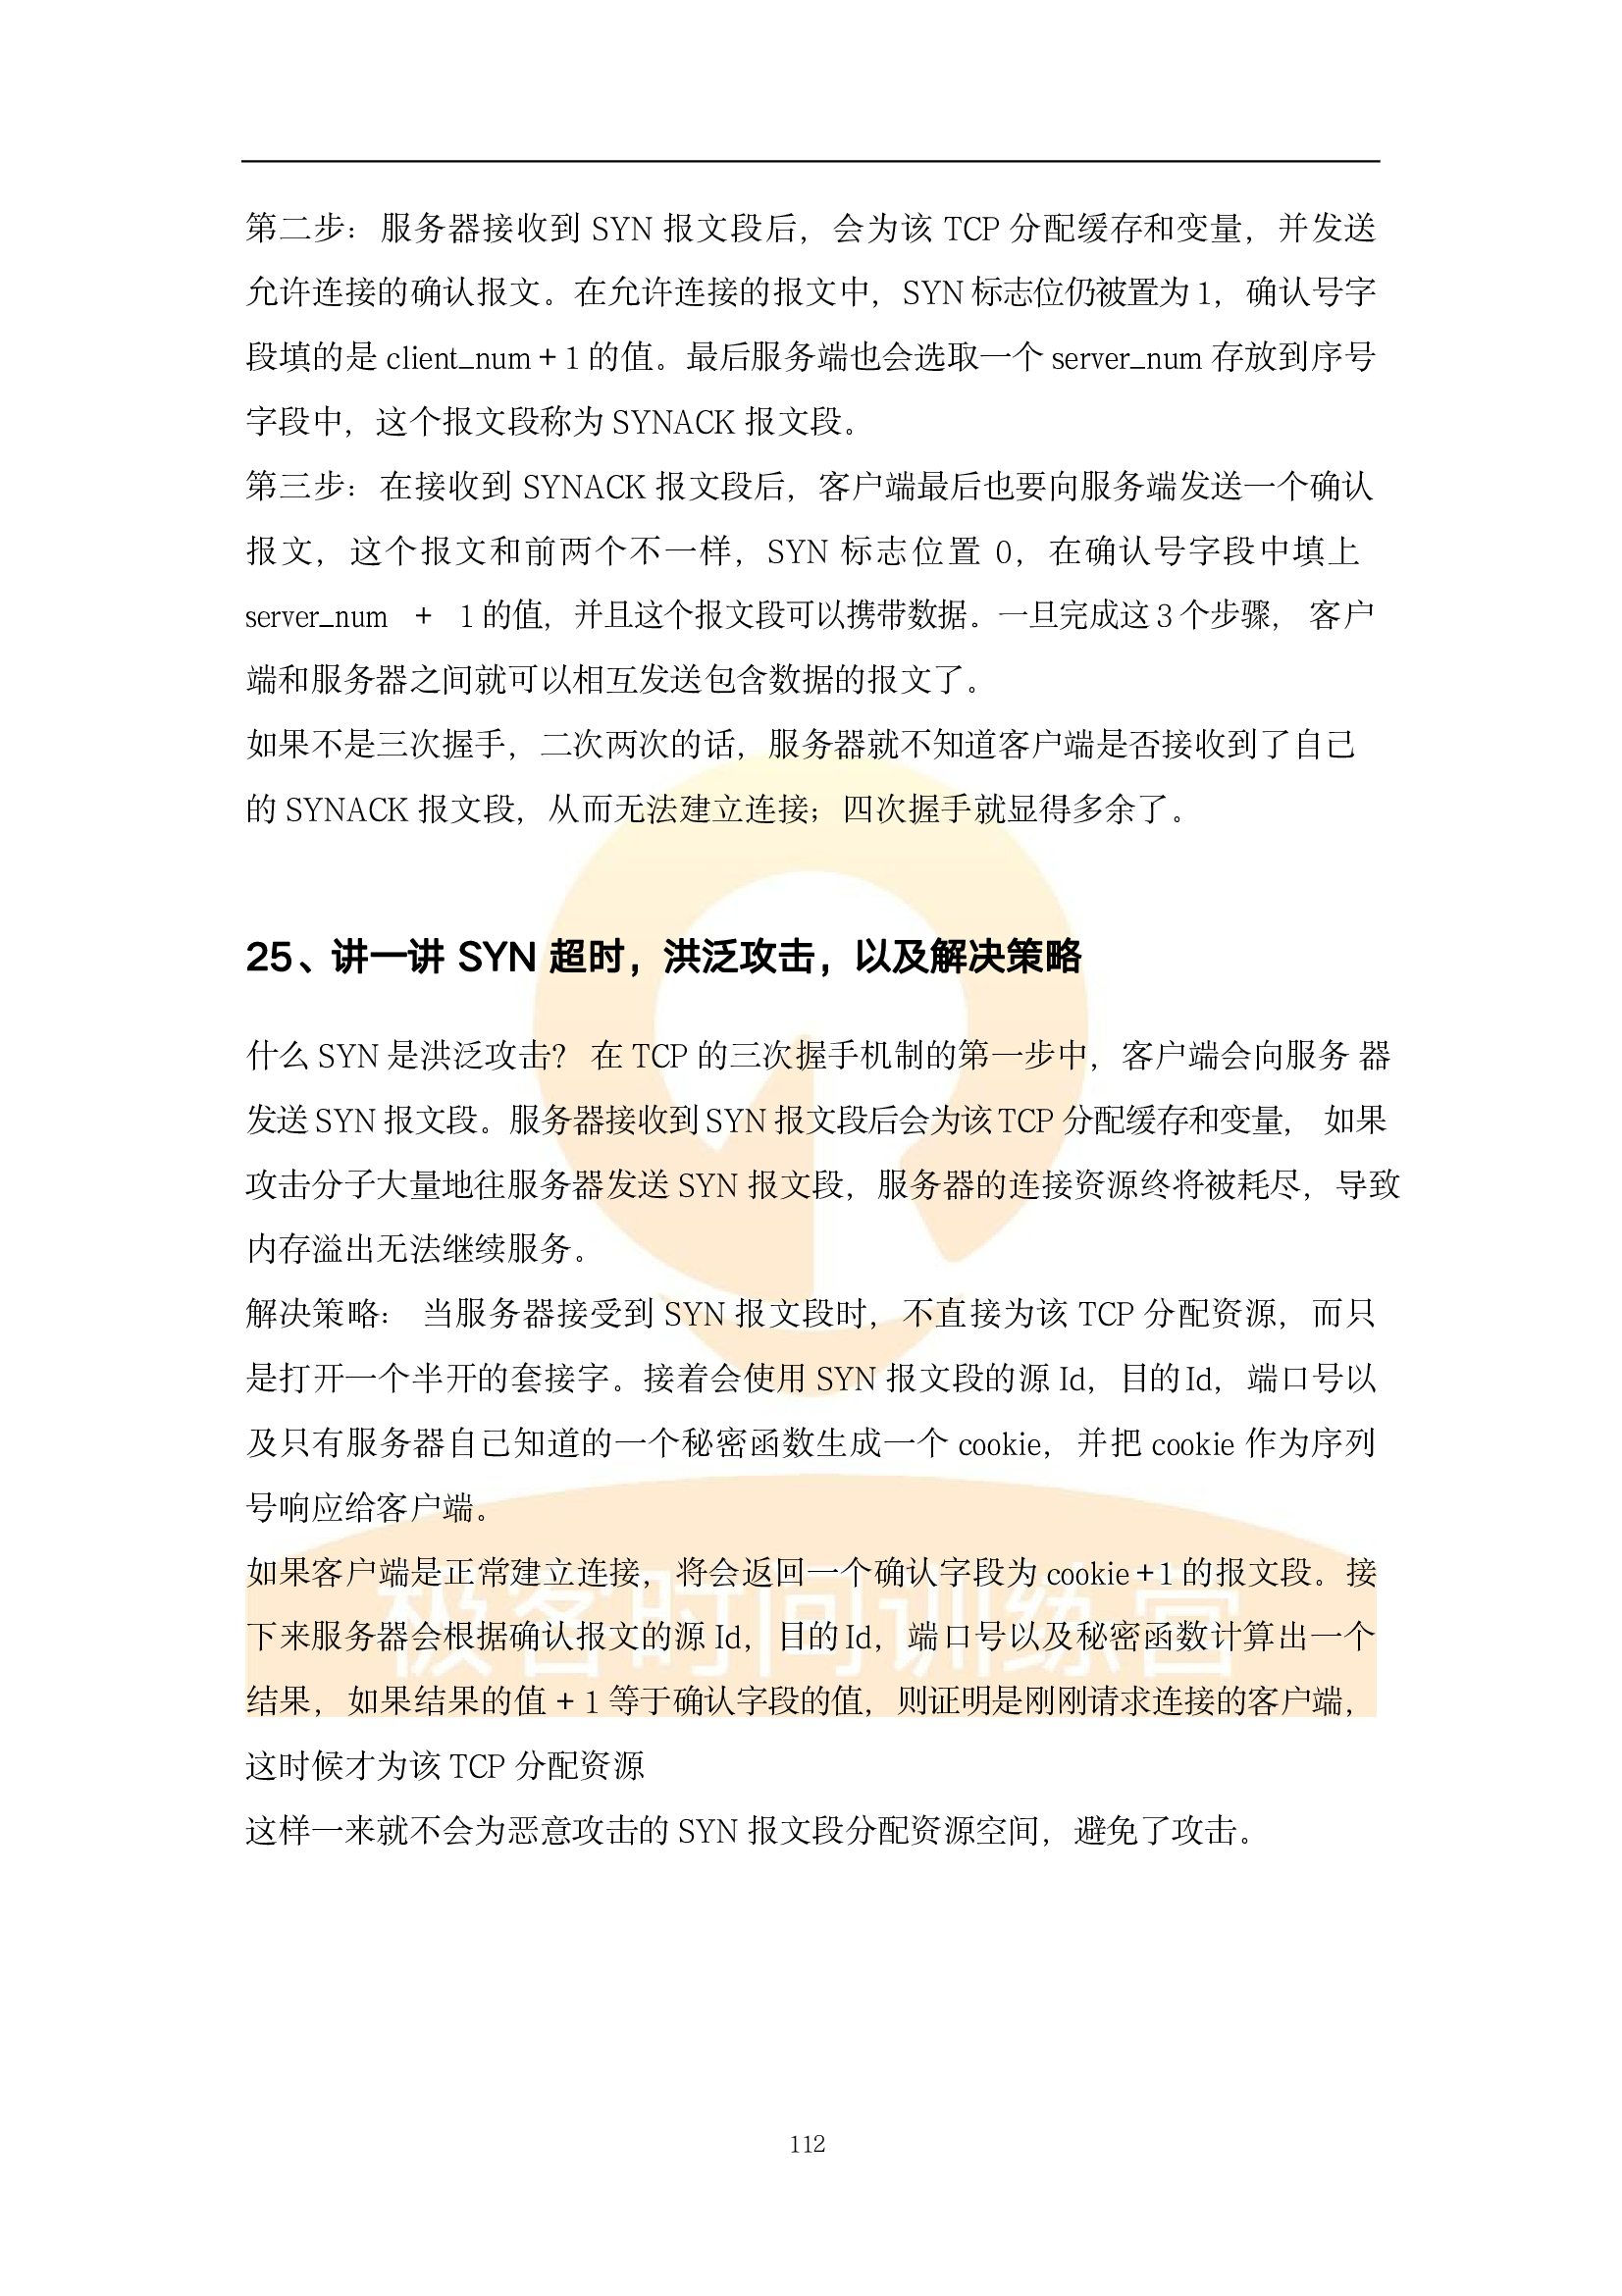 第二步：服务器接收到 SYN 报文段后，会为该 TCP 分配缓存和变量，并发送
允许连接的确认报文。在允许连接的报文中，SYN 标志位仍被置为 1，确认号字
段填的是 client_num + 1 的值。最后服务端也会选取一个 server_num 存放到序号
字段中，这个报文段称为 SYNACK 报文段。
第三步：在接收到 SYNACK 报文段后，客户端最后也要向服务端发送一个确认
报文，这个报文和前两个不一样，SYN 标志位置 0，在确认号字段中填上
server_num + 1 的值，并且这个报文段可以携带数据。一旦完成这 3 个步骤， 客户
端和服务器之间就可以相互发送包含数据的报文了。
如果不是三次握手，二次两次的话，服务器就不知道客户端是否接收到了自己
的 SYNACK 报文段，从而无法建立连接；四次握手就显得多余了。
25、讲一讲 SYN 超时，洪泛攻击，以及解决策略
什么 SYN 是洪泛攻击？ 在 TCP 的三次握手机制的第一步中，客户端会向服务 器
发送 SYN 报文段。服务器接收到 SYN 报文段后会为该 TCP 分配缓存和变量， 如果
攻击分子大量地往服务器发送 SYN 报文段，服务器的连接资源终将被耗尽，导致
内存溢出无法继续服务。
解决策略： 当服务器接受到 SYN 报文段时，不直接为该 TCP 分配资源，而只
是打开一个半开的套接字。接着会使用 SYN 报文段的源 Id，目的 Id，端口号以
及只有服务器自己知道的一个秘密函数生成一个 cookie，并把 cookie 作为序列
号响应给客户端。
如果客户端是正常建立连接，将会返回一个确认字段为 cookie + 1 的报文段。接
下来服务器会根据确认报文的源 Id，目的 Id，端口号以及秘密函数计算出一个
结果，如果结果的值 + 1 等于确认字段的值，则证明是刚刚请求连接的客户端，
这时候才为该 TCP 分配资源
这样一来就不会为恶意攻击的 SYN 报文段分配资源空间，避免了攻击。
极客时间训练营
112